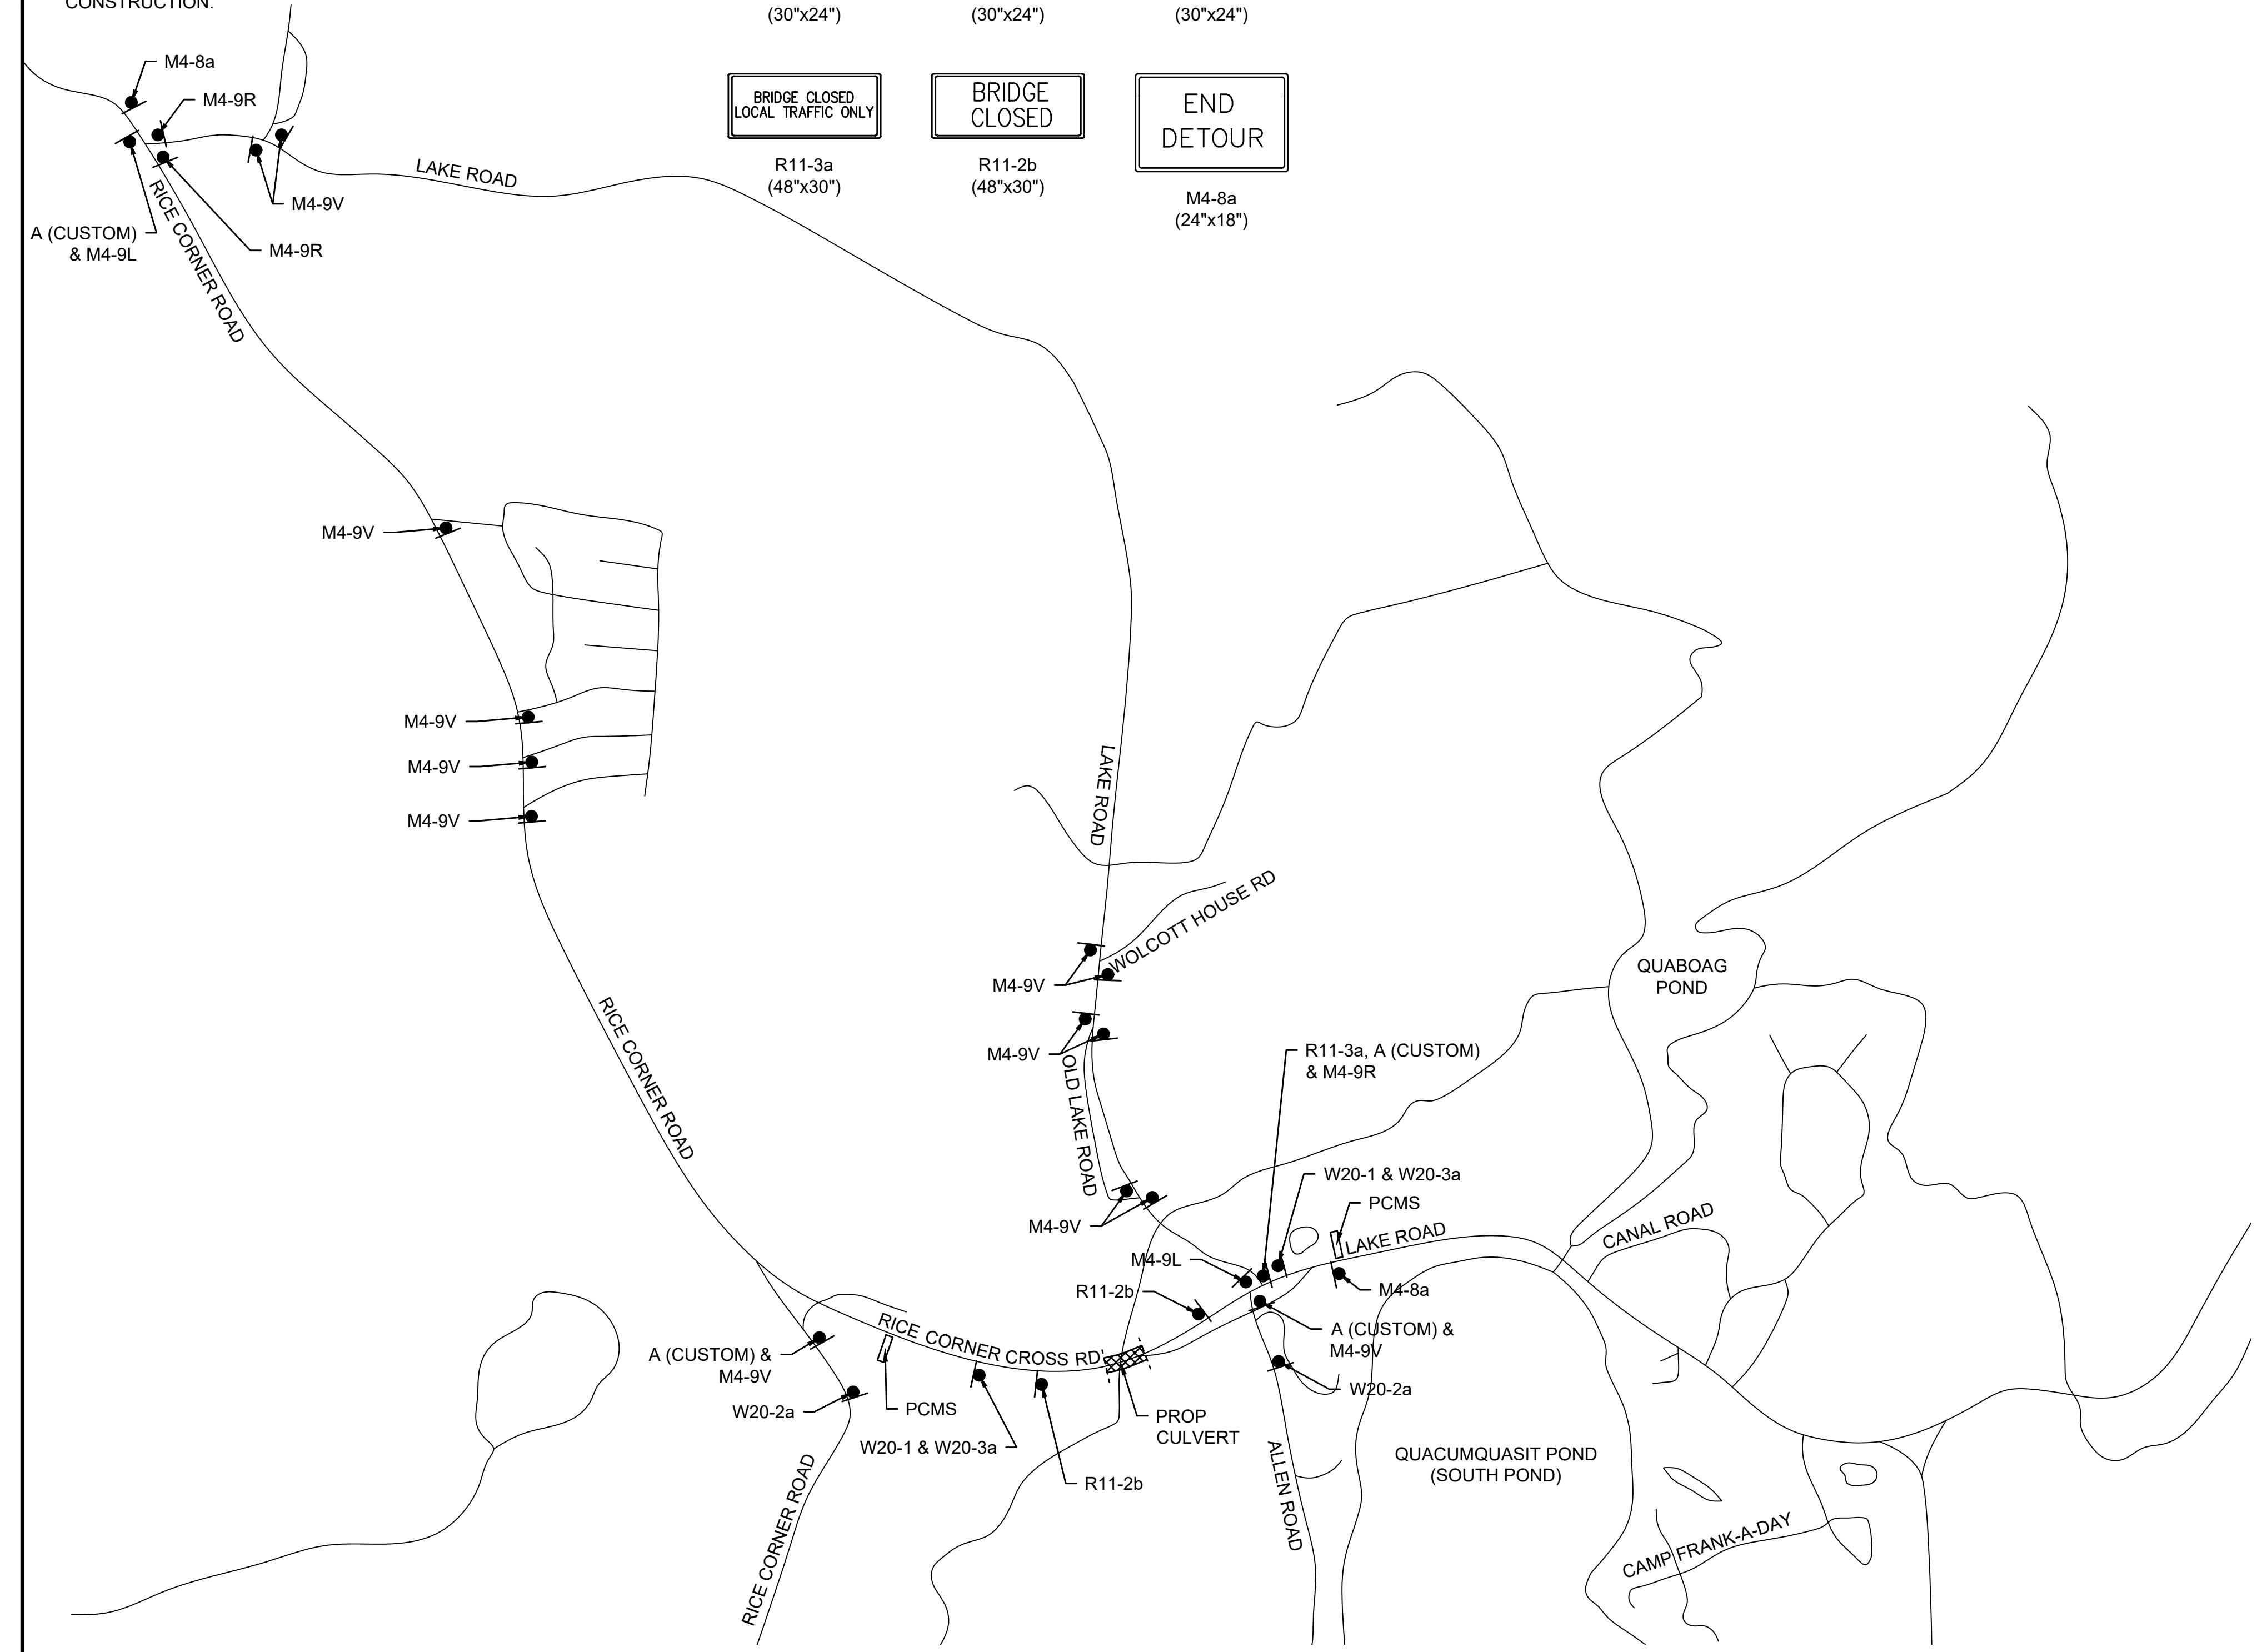 CONSTRUCTION.
(30"x24")
(30"x24")
(30"x24")
BRIDGE CLOSED
LOCAL TRAFFIC ONLY
R11-3a
(48"x30")
BRIDGE
CLOSED
R11-2b
(48"x30")
END
DETOUR
M4-8a
(24"x18")
M4-8a
M4-9R
M4-9V
M4-9R
A (CUSTOM)
& M4-9L
RICE CORNER ROAD
LAKE ROAD
M4-9V
M4-9V
M4-9V
M4-9V
LAKE ROAD
WOLCOTT HOUSE RD
M4-9V
M4-9V
OLD LAKE ROAD
M4-9V
QUABOAG
POND
RICE CORNER ROAD
R11-3a, A (CUSTOM)
& M4-9R
W20-1 & W20-3a
PCMS
LAKE ROAD
CANAL ROAD
M4-9L
M4-8a
R11-2b
A (CUSTOM) &
M4-9V
W20-2a
RICE CORNER CROSS RD
A (CUSTOM) &
M4-9V
W20-2a
PCMS
W20-1 & W20-3a
R11-2b
PROP
CULVERT
RICE CORNER ROAD
ALLEN ROAD
QUACUMQUASIT POND
(SOUTH POND)
CAMP FRANK-A-DAY